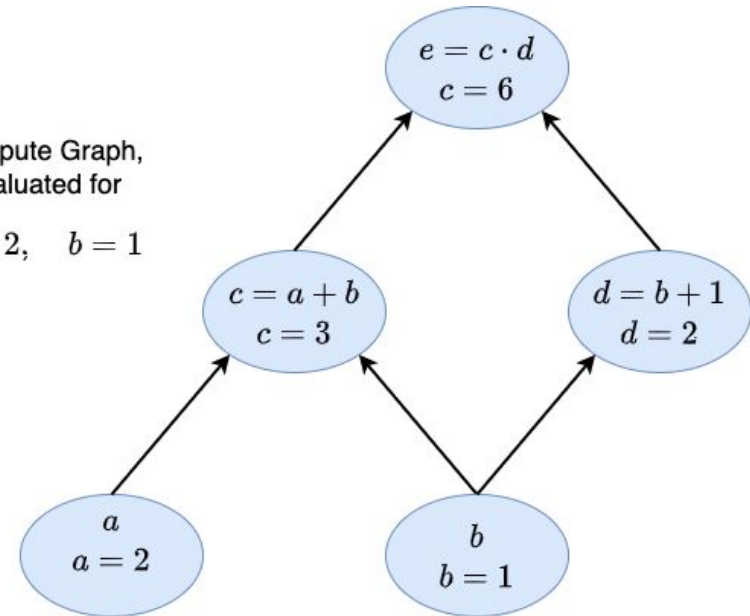 e = c · d
c = 6
pute Graph,
aluated for
2, b = 1
c = a + b
c = 3
d = b + 1
d = 2
a
a = 2
b
b = 1